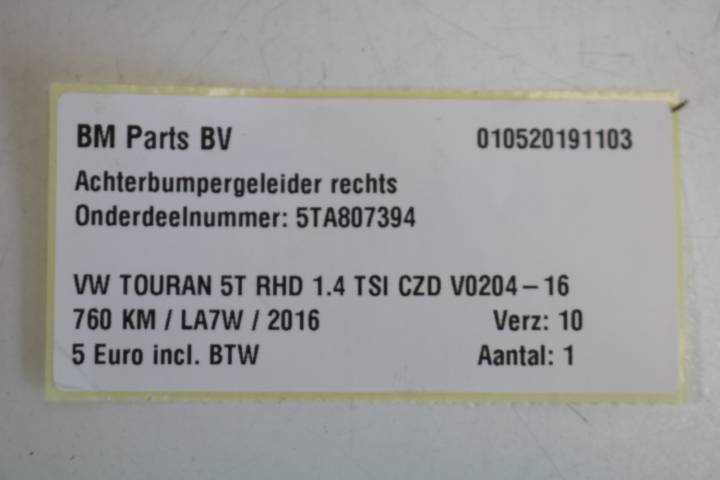 BM Parts BV 010520191103
Achterbumpergeleider rechts
Onderdeelnummer: 5TA807394
VW TOURAN 5T RHD 1.4 TSI CZD V0204-16
760 KM / LA7W / 2016 Verz: 10
5 Euro incl. BTW Aantal: 1